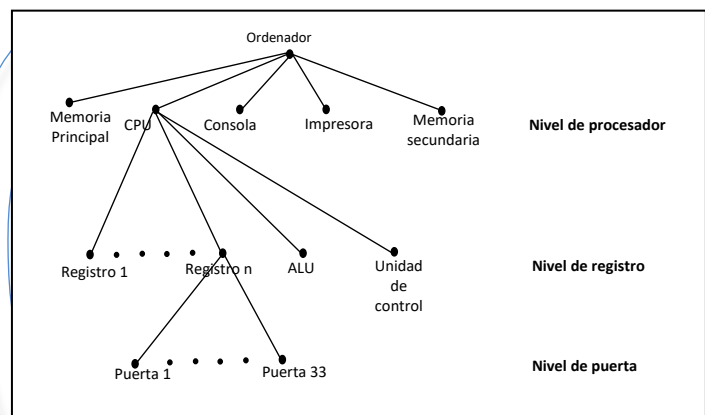 Ordenador
Memoria
Principal
CPU
Consola
Impresora
Memoria
secundaria
Nivel de procesador
Registro 1
Registro n
ALU
Unidad
de
control
Nivel de registro
Puerta 1
Puerta 33
Nivel de puerta